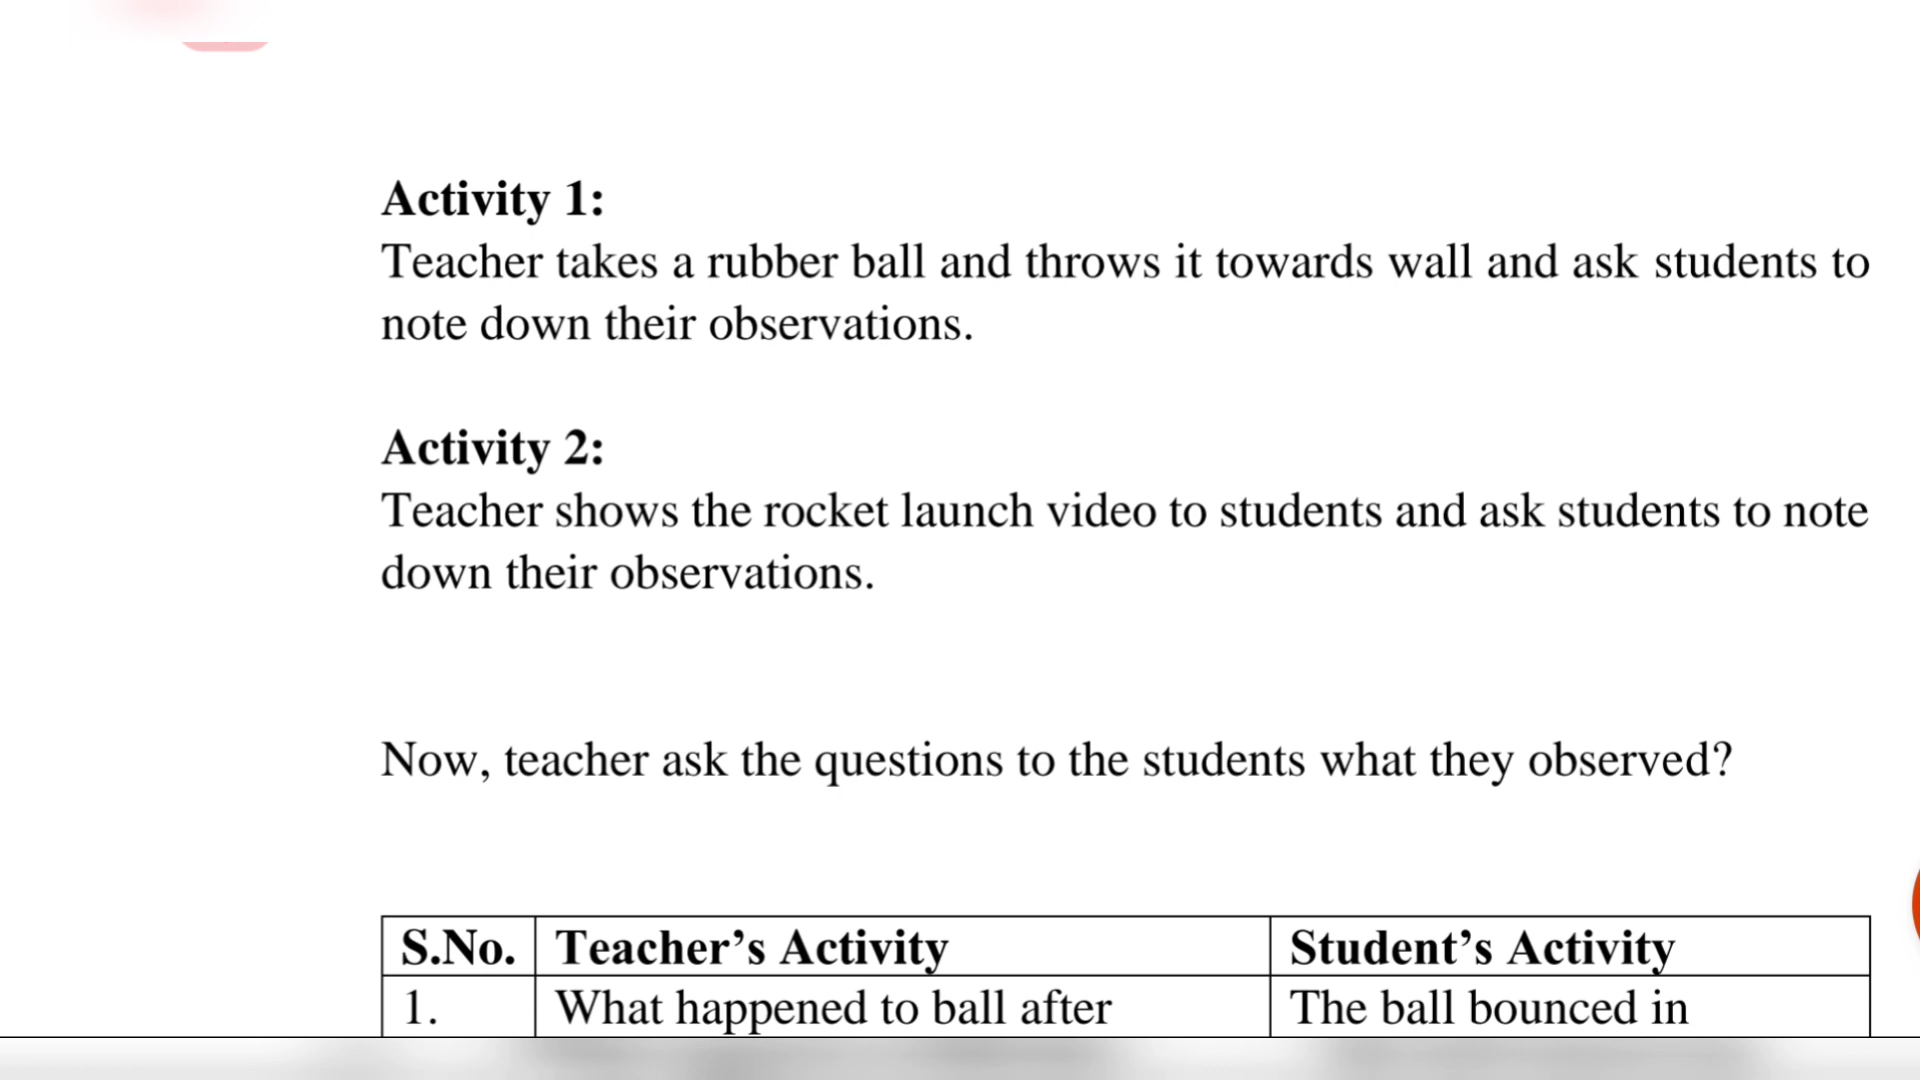 Activity 1:
Teacher takes a rubber ball and throws it towards wall and ask students to
note down their observations.
Activity 2:
Teacher shows the rocket launch video to students and ask students to note
down their observations.
Now, teacher ask the questions to the students what they observed?
S.No. Teacher’s Activity Student’s Activity
1. What happened to ball after The ball bounced in